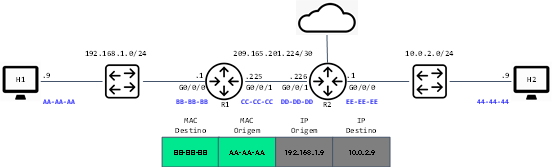 192.168.1.0/24 209.165.201.224/30 10.0.2.0/24
H1 .9 .1 .225 .226 .1 .9 H2
G0/0/0 G0/0/1 G0/0/1 G0/0/0
AA-AA-AA BB-BB-BB R1 CC-CC-CC DD-DD-DD R2 EE-EE-EE 44-44-44
MAC MAC IP IP
Destino Origem Origem Destino
BB-BB-BB AA-AA-AA 192.168.1.9 10.0.2.9